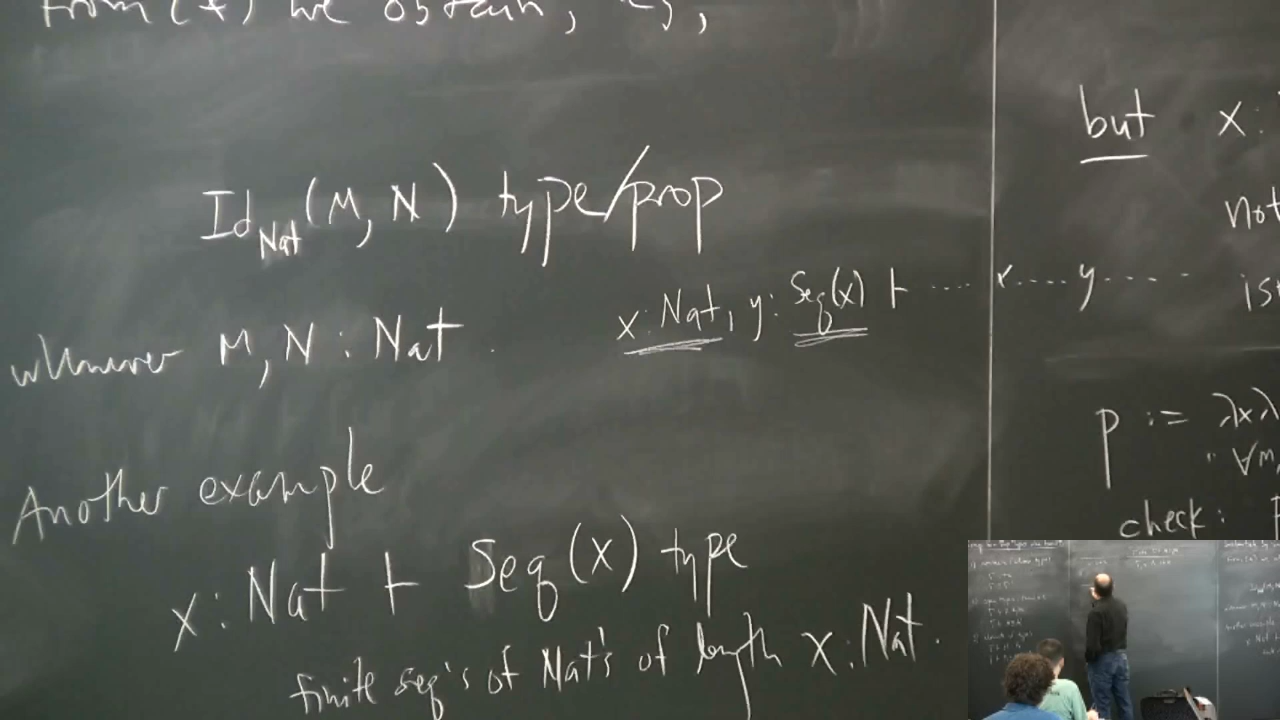 From (*) we obtain, eg,
Id_Nat (M, N) type/prop
x : Nat, y : Seq(x) ⊢ .... x .... y .... .
whenever M, N : Nat .
Another example
x : Nat ⊢ Seq(x) type
finite seq's of Nat's of length x : Nat .
but x :
not
p := λx λ
" ∀m,
check :